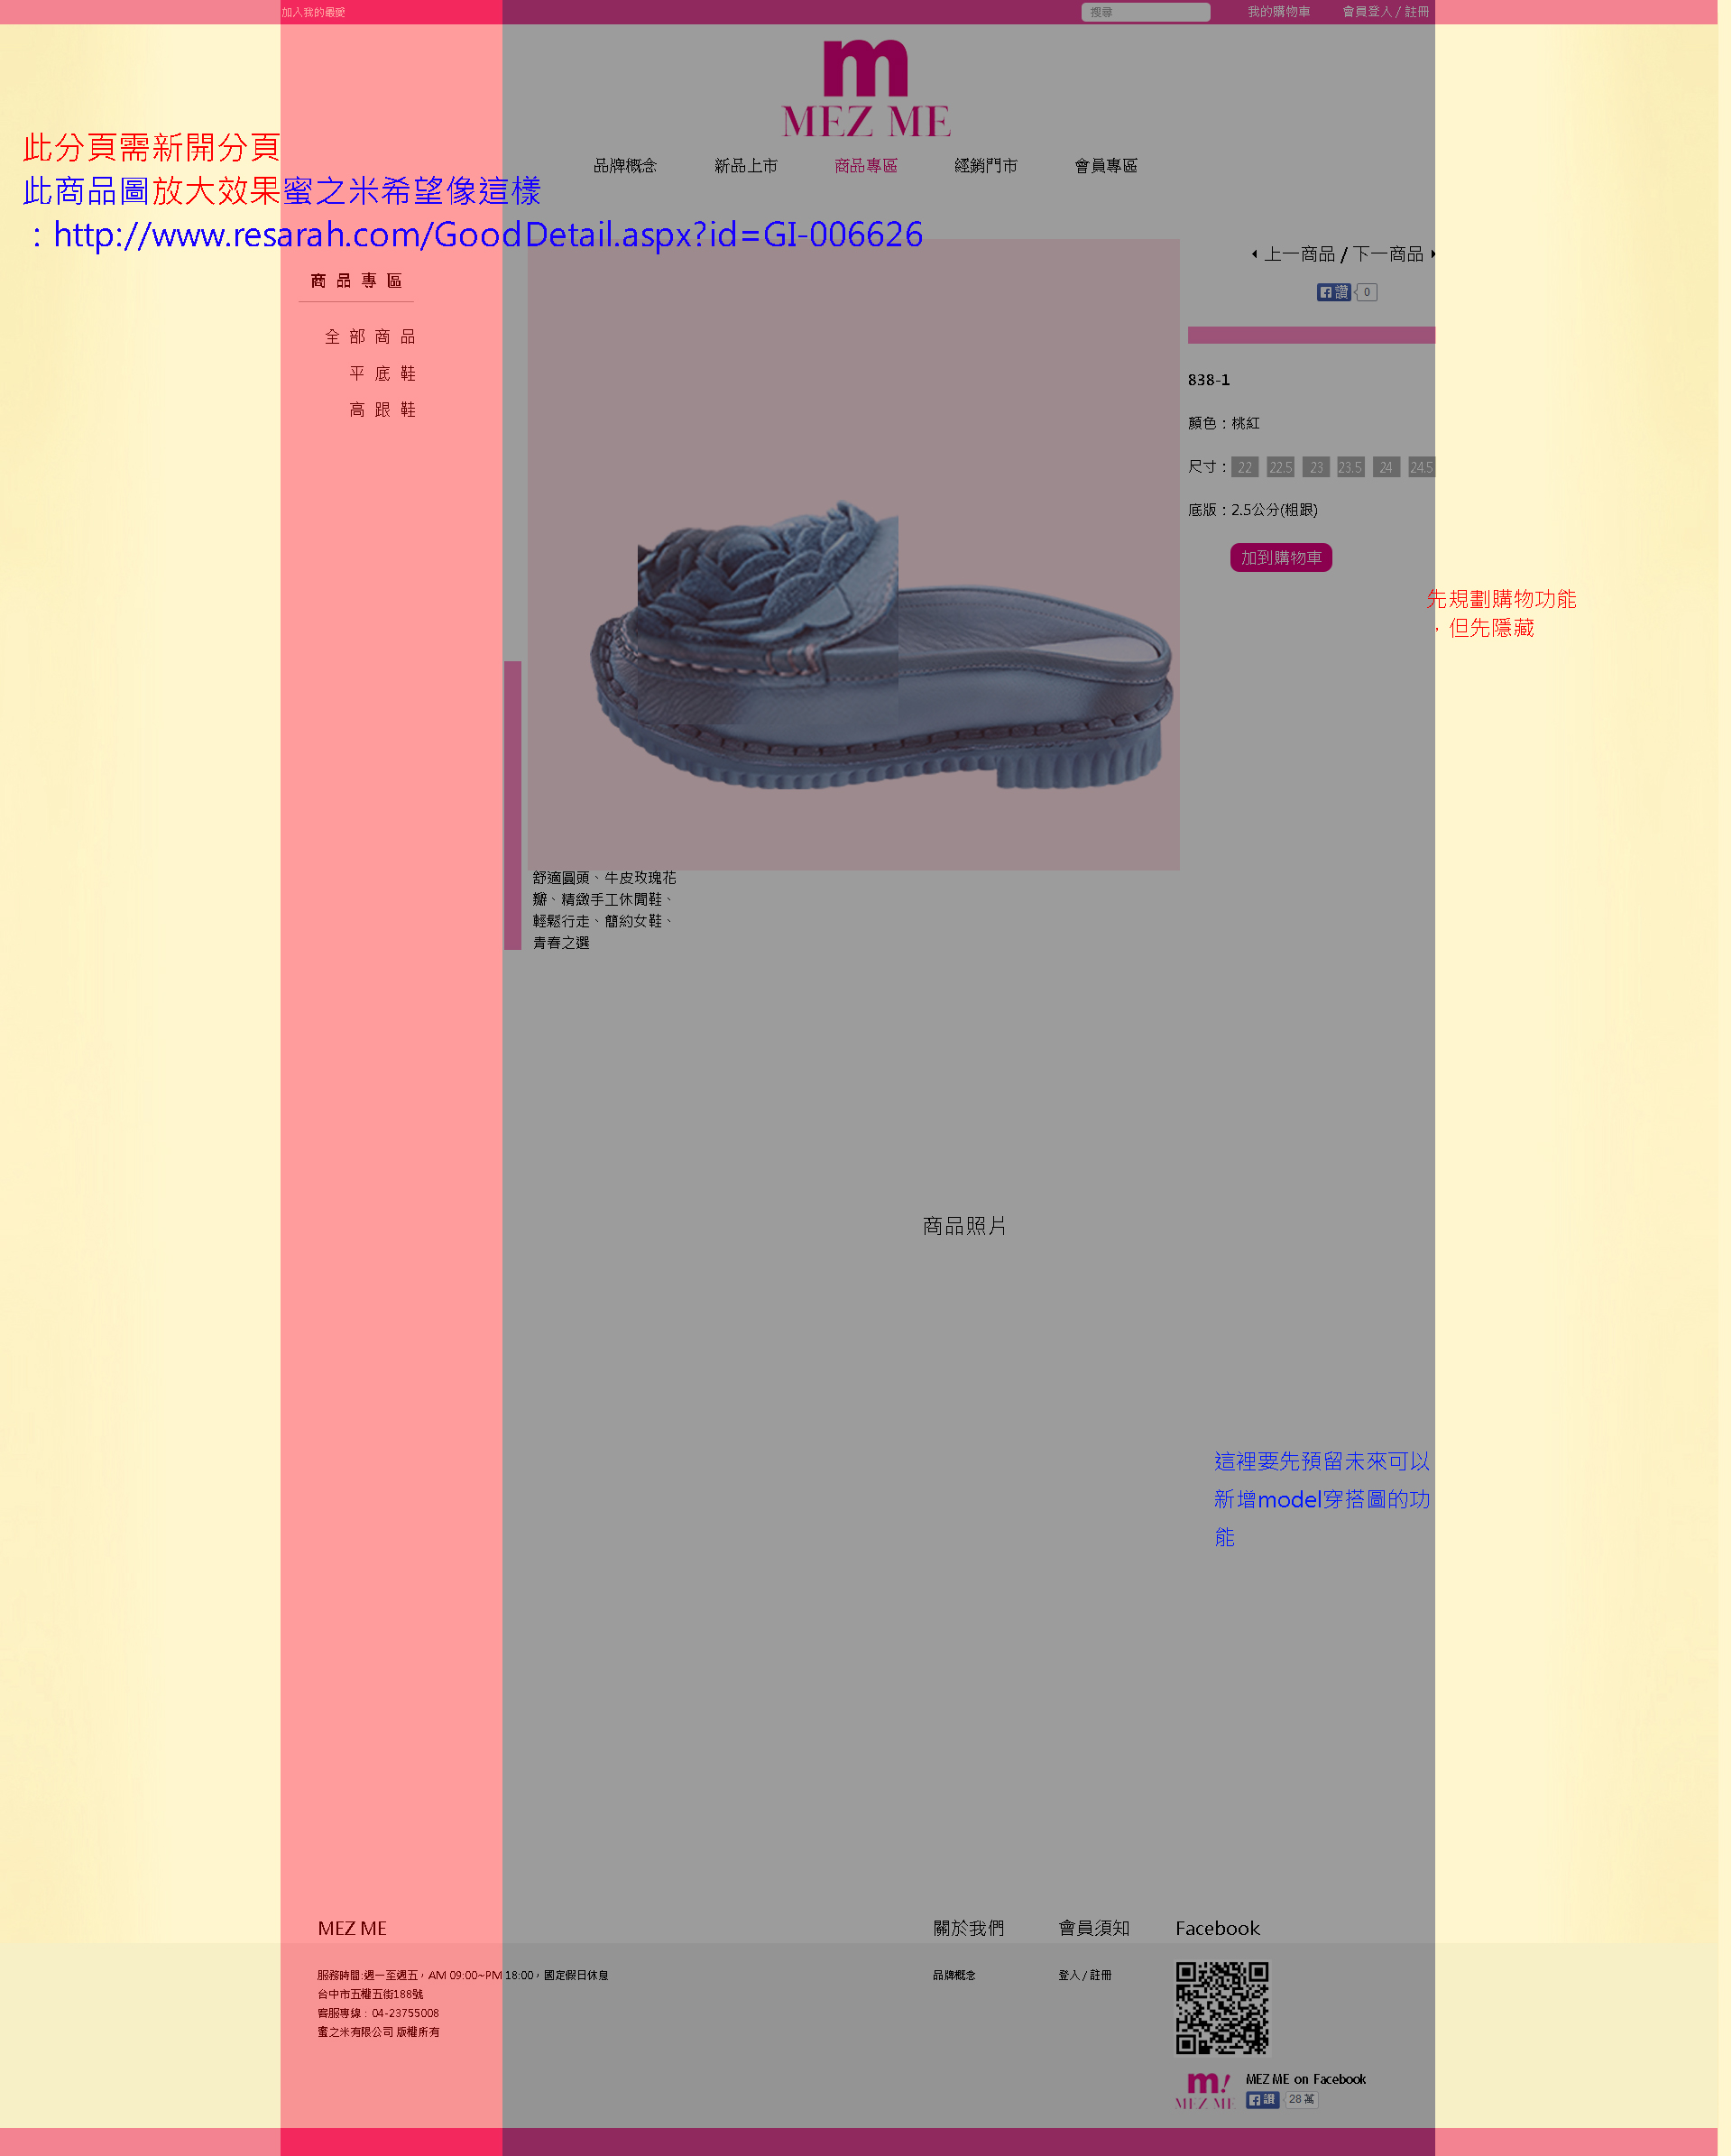 加入我的最愛
搜尋
我的購物車
會員登入 / 註冊
m
MEZ ME
品牌概念
新品上市
商品專區
經銷門市
會員專區
此分頁需新開分頁
此商品圖放大效果蜜之米希望像這樣
：http://www.resarah.com/GoodDetail.aspx?id=GI-006626
商品專區
全部商品
平底鞋
高跟鞋
上一商品 / 下一商品
讚 0
838-1
顏色：桃紅
尺寸：22 22.5 23 23.5 24 24.5
底版：2.5公分(粗跟)
加到購物車
先規劃購物功能
，但先隱藏
舒適圓頭、牛皮玫瑰花
瓣、精緻手工休閒鞋、
輕鬆行走、簡約女鞋、
青春之選
商品照片
這裡要先預留未來可以
新增model穿搭圖的功
能
MEZ ME
服務時間:週一至週五，AM 09:00~PM 18:00，國定假日休息
台中市五權五街188號
客服專線：04-23755008
蜜之米有限公司 版權所有
關於我們
品牌概念
會員須知
登入 / 註冊
Facebook
m!
MEZ ME
MEZ ME on Facebook
讚 28 萬